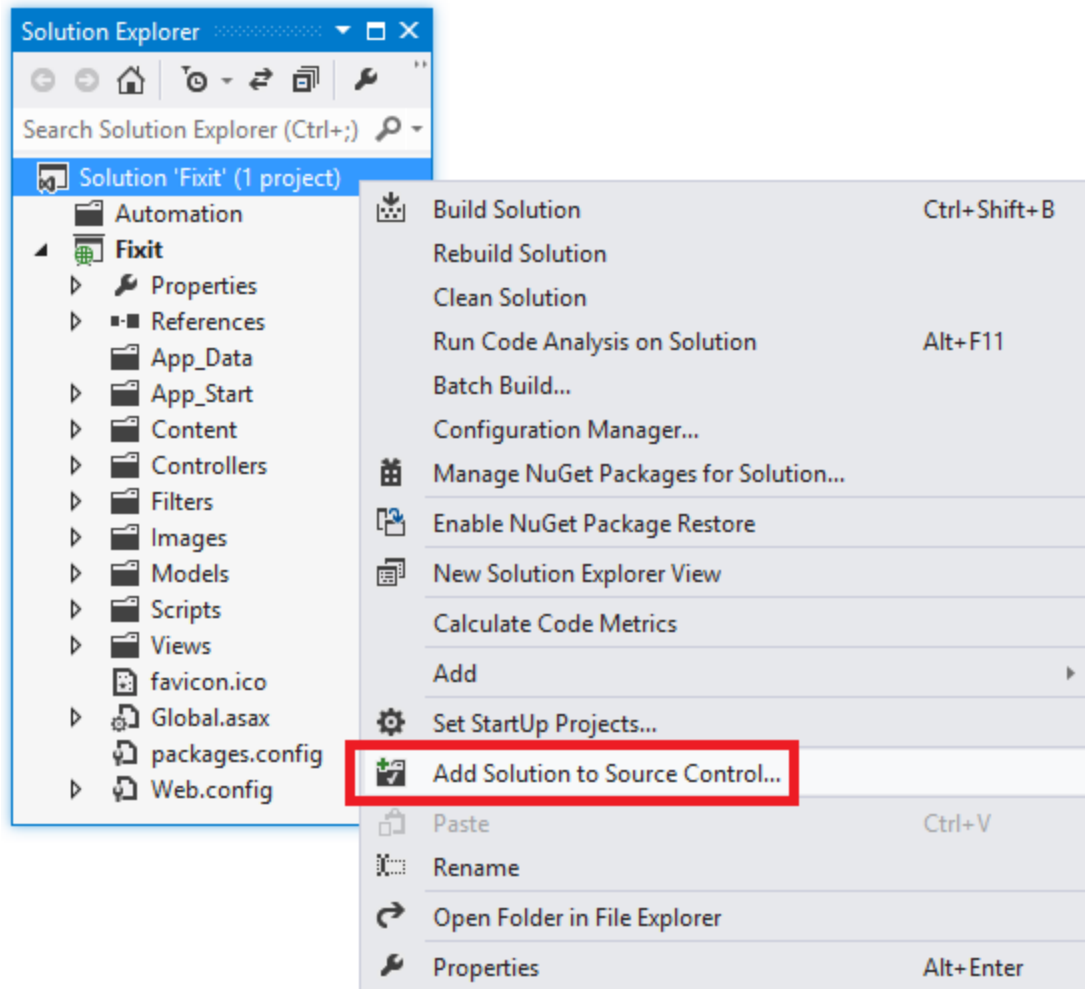 Solution Explorer
Search Solution Explorer (Ctrl+;)
Solution 'Fixit' (1 project)
Automation
Fixit
Properties
References
App_Data
App_Start
Content
Controllers
Filters
Images
Models
Scripts
Views
favicon.ico
Global.asax
packages.config
Web.config
Build Solution Ctrl+Shift+B
Rebuild Solution
Clean Solution
Run Code Analysis on Solution Alt+F11
Batch Build...
Configuration Manager...
Manage NuGet Packages for Solution...
Enable NuGet Package Restore
New Solution Explorer View
Calculate Code Metrics
Add
Set StartUp Projects...
Add Solution to Source Control...
Paste Ctrl+V
Rename
Open Folder in File Explorer
Properties Alt+Enter